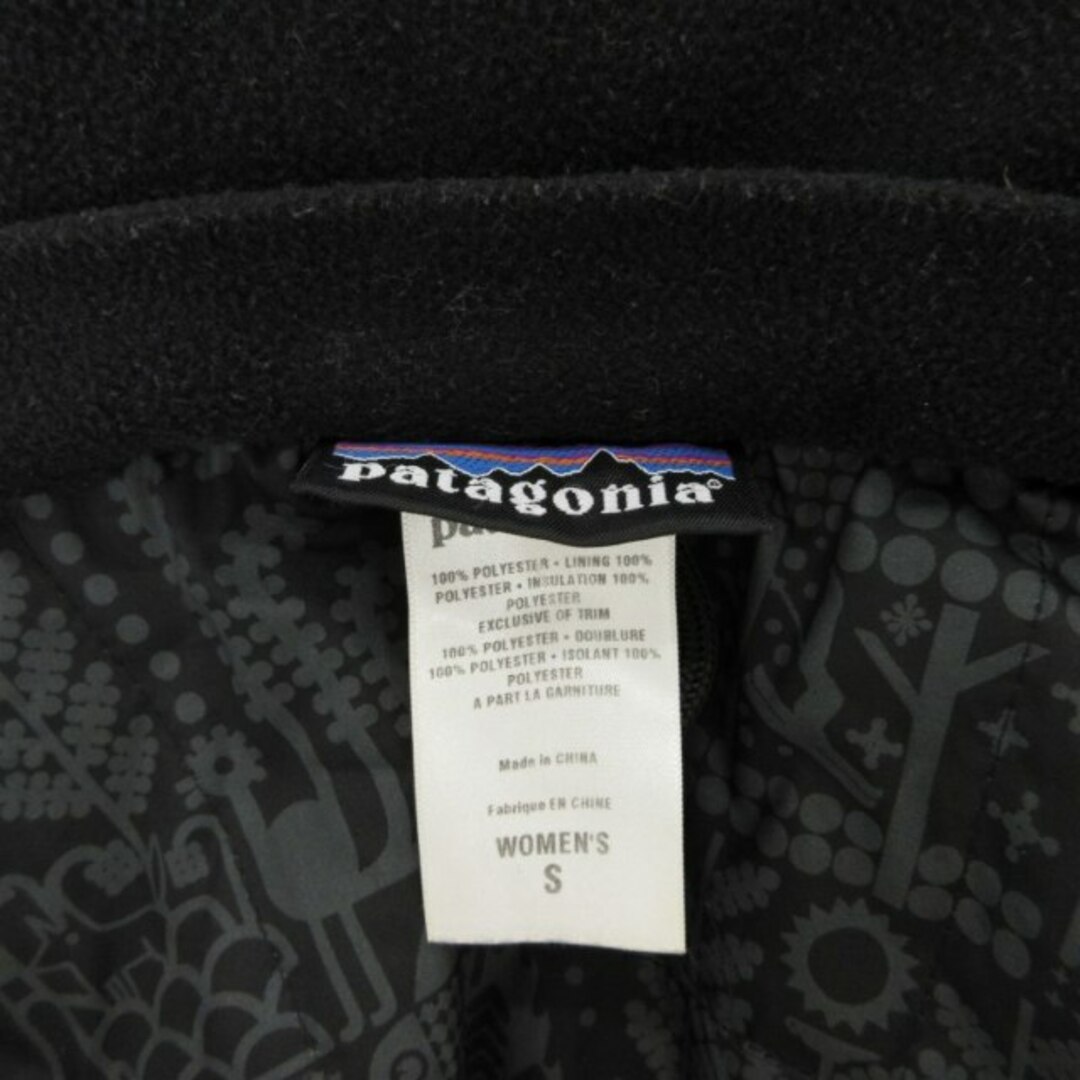 patagonia®
100% POLYESTER • LINING 100%
POLYESTER • INSULATION 100%
POLYESTER
EXCLUSIVE OF TRIM
100% POLYESTER • DOUBLURE
100% POLYESTER • ISOLANT 100%
POLYESTER
A PART LA GARNITURE
Made in CHINA
Fabriqué EN CHINE
WOMEN'S
S